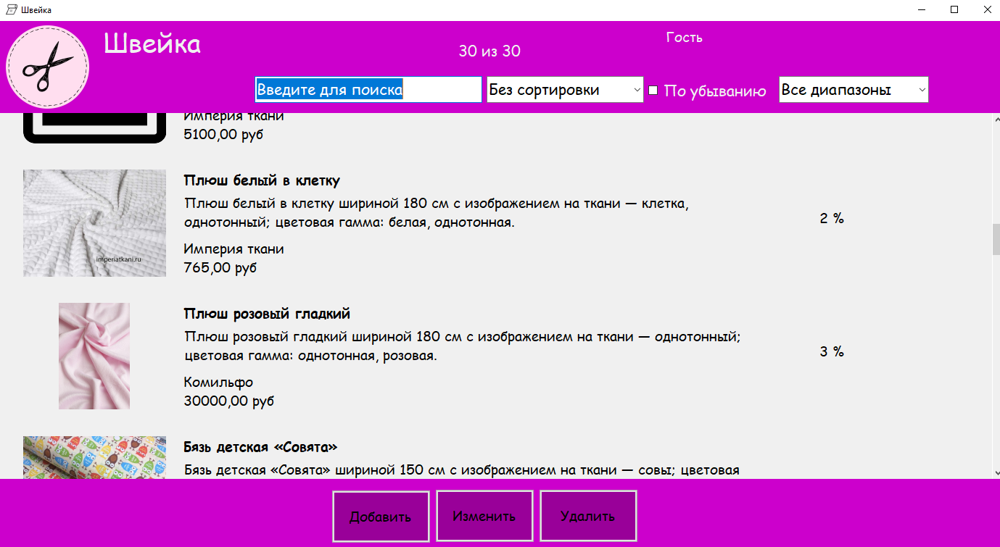 Швейка
Швейка
Гость
30 из 30
Введите для поиска
Без сортировки
По убыванию
Все диапазоны
Империя ткани
5100,00 руб
Плюш белый в клетку
Плюш белый в клетку шириной 180 см с изображением на ткани — клетка,
однотонный; цветовая гамма: белая, однотонная.
2 %
imperiatkani.ru
Империя ткани
765,00 руб
Плюш розовый гладкий
Плюш розовый гладкий шириной 180 см с изображением на ткани — однотонный;
цветовая гамма: однотонная, розовая.
3 %
Комильфо
30000,00 руб
Бязь детская «Совята»
Бязь детская «Совята» шириной 150 см с изображением на ткани — совы; цветовая
Добавить
Изменить
Удалить